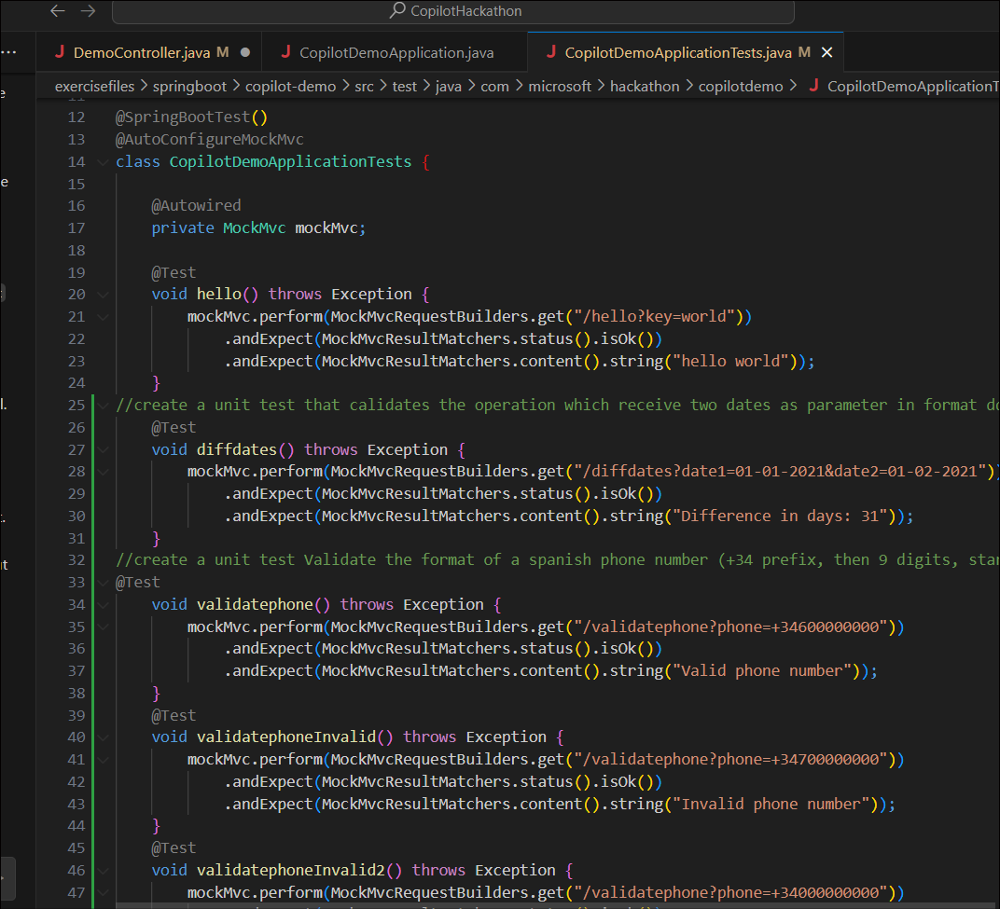 CopilotHackathon
DemoController.java M
CopilotDemoApplication.java
CopilotDemoApplicationTests.java M
exercisefiles > springboot > copilot-demo > src > test > java > com > microsoft > hackathon > copilotdemo > CopilotDemoApplicationT
12 @SpringBootTest()
13 @AutoConfigureMockMvc
14 class CopilotDemoApplicationTests {
15
16 @Autowired
17 private MockMvc mockMvc;
18
19 @Test
20 void hello() throws Exception {
21 mockMvc.perform(MockMvcRequestBuilders.get("/hello?key=world"))
22 .andExpect(MockMvcResultMatchers.status().isOk())
23 .andExpect(MockMvcResultMatchers.content().string("hello world"));
24 }
25 //create a unit test that calidates the operation which receive two dates as parameter in format
26 @Test
27 void diffdates() throws Exception {
28 mockMvc.perform(MockMvcRequestBuilders.get("/diffdates?date1=01-01-2021&date2=01-02-2021"))
29 .andExpect(MockMvcResultMatchers.status().isOk())
30 .andExpect(MockMvcResultMatchers.content().string("Difference in days: 31"));
31 }
32 //create a unit test Validate the format of a spanish phone number (+34 prefix, then 9 digits,
33 @Test
34 void validatephone() throws Exception {
35 mockMvc.perform(MockMvcRequestBuilders.get("/validatephone?phone=+34600000000"))
36 .andExpect(MockMvcResultMatchers.status().isOk())
37 .andExpect(MockMvcResultMatchers.content().string("Valid phone number"));
38 }
39 @Test
40 void validatephoneInvalid() throws Exception {
41 mockMvc.perform(MockMvcRequestBuilders.get("/validatephone?phone=+34700000000"))
42 .andExpect(MockMvcResultMatchers.status().isOk())
43 .andExpect(MockMvcResultMatchers.content().string("Invalid phone number"));
44 }
45 @Test
46 void validatephoneInvalid2() throws Exception {
47 mockMvc.perform(MockMvcRequestBuilders.get("/validatephone?phone=+34000000000"))